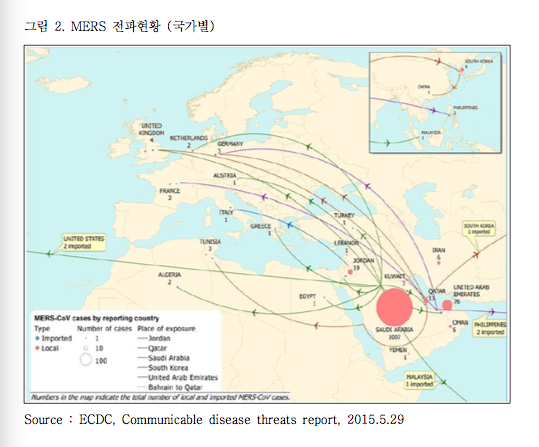 그림 2. MERS 전파현황 (국가별)
SOUTH KOREA
CHINA
1
PHILIPPINES
2
MALAYSIA
1
UNITED
KINGDOM
4
NETHERLANDS
2
GERMANY
3
AUSTRIA
1
FRANCE
2
ITALY
1
GREECE
1
TURKEY
1
TUNISIA
3
LEBANON
1
JORDAN
19
ALGERIA
2
EGYPT
1
KUWAIT
3
IRAN
6
SOUTH KOREA
1 imported
UNITED STATES
2 imported
QATAR
UNITED ARAB
EMIRATES
76
SAUDI ARABIA
1007
OMAN
YEMEN
1
PHILIPPINES
2 imported
MALAYSIA
1 imported
MERS-CoV cases by reporting country
Type Number of cases Place of exposure
Imported 1 Jordan
Local 10 Qatar
100 Saudi Arabia
South Korea
United Arab Emirates
Bahrain to Qatar
Numbers in the map indicate the total number of local and imported MERS-CoV cases.
Source : ECDC, Communicable disease threats report, 2015.5.29